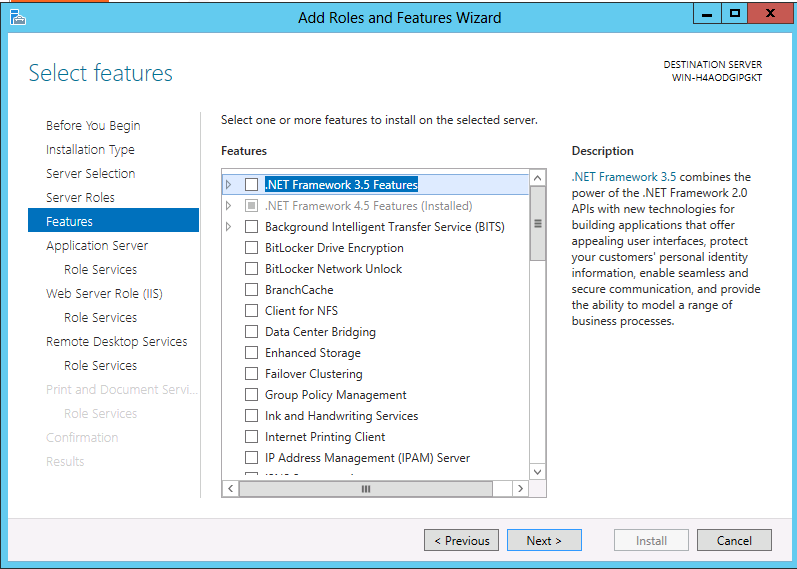 Add Roles and Features Wizard
Select features
DESTINATION SERVER
WIN-H4AODGIPGKT
Before You Begin
Installation Type
Server Selection
Server Roles
Features
Application Server
Role Services
Web Server Role (IIS)
Role Services
Remote Desktop Services
Role Services
Print and Document Servi...
Role Services
Confirmation
Results
Select one or more features to install on the selected server.
Features
.NET Framework 3.5 Features
.NET Framework 4.5 Features (Installed)
Background Intelligent Transfer Service (BITS)
BitLocker Drive Encryption
BitLocker Network Unlock
BranchCache
Client for NFS
Data Center Bridging
Enhanced Storage
Failover Clustering
Group Policy Management
Ink and Handwriting Services
Internet Printing Client
IP Address Management (IPAM) Server
Description
.NET Framework 3.5 combines the
power of the .NET Framework 2.0
APIs with new technologies for
building applications that offer
appealing user interfaces, protect
your customers' personal identity
information, enable seamless and
secure communication, and provide
the ability to model a range of
business processes.
< Previous
Next >
Install
Cancel